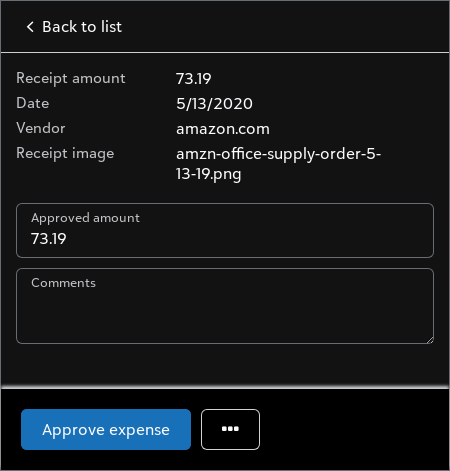 Back to list
Receipt amount 73.19
Date 5/13/2020
Vendor amazon.com
Receipt image amzn-office-supply-order-5-
13-19.png
Approved amount
73.19
Comments
Approve expense